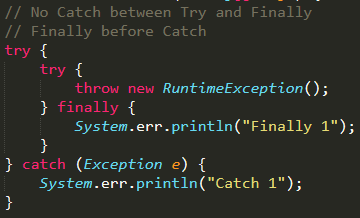 // No Catch between Try and Finally
// Finally before Catch
try {
    try {
        throw new RuntimeException();
    } finally {
        System.err.println("Finally 1");
    }
} catch (Exception e) {
    System.err.println("Catch 1");
}